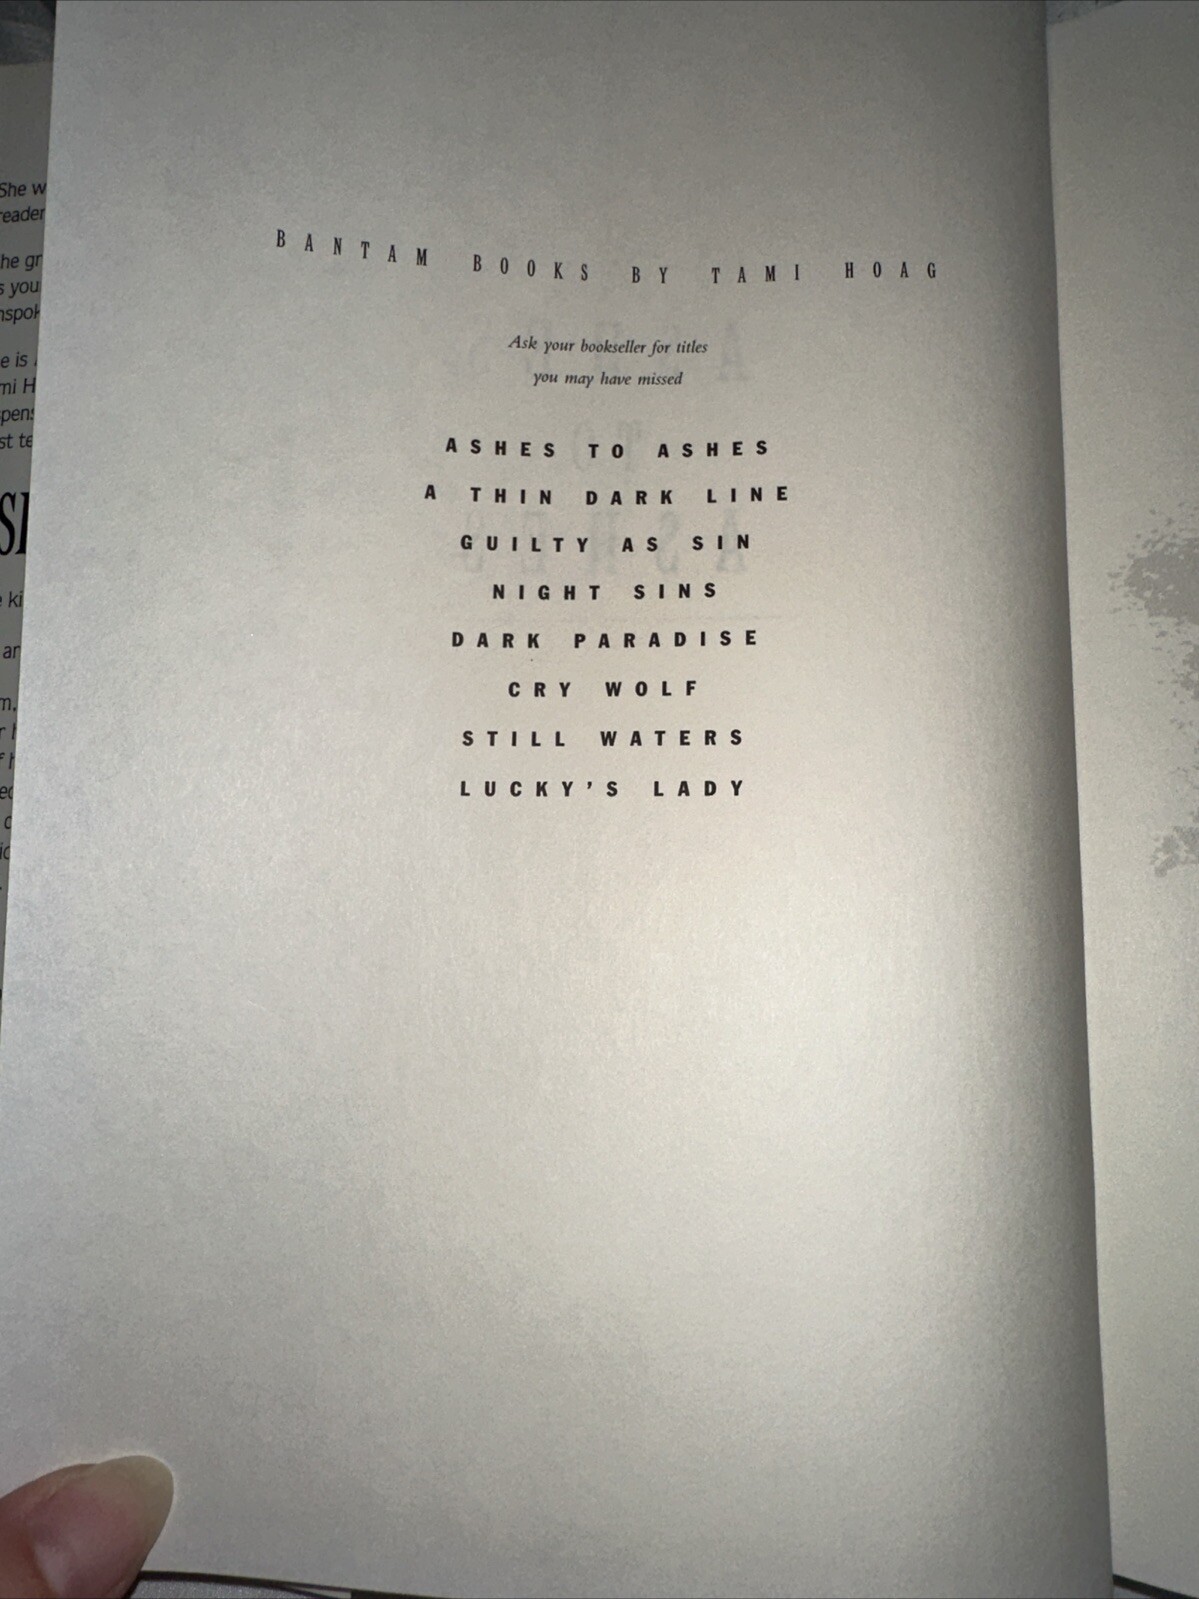 BANTAM BOOKS BY TAMI HOAG
Ask your bookseller for titles
you may have missed
ASHES TO ASHES
A THIN DARK LINE
GUILTY AS SIN
NIGHT SINS
DARK PARADISE
CRY WOLF
STILL WATERS
LUCKY'S LADY
She